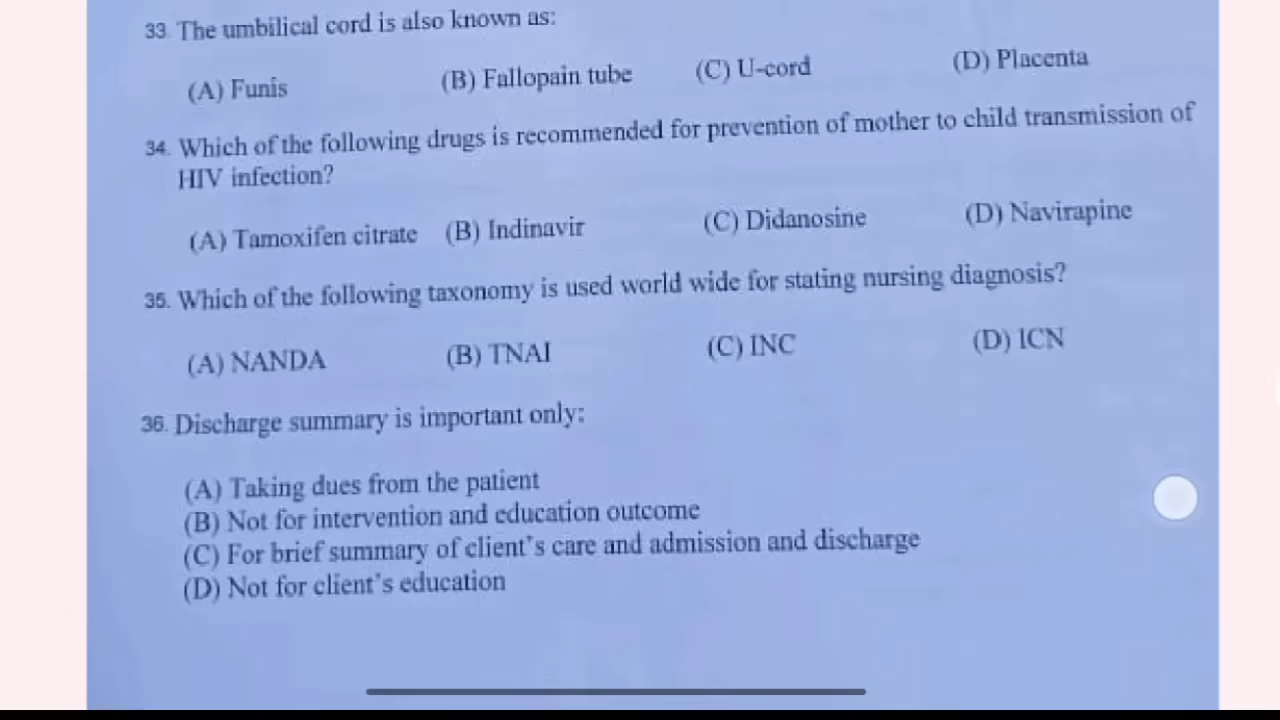 33. The umbilical cord is also known as:
(A) Funis (B) Fallopain tube (C) U-cord (D) Placenta
34. Which of the following drugs is recommended for prevention of mother to child transmission of
HIV infection?
(A) Tamoxifen citrate (B) Indinavir (C) Didanosine (D) Navirapine
35. Which of the following taxonomy is used world wide for stating nursing diagnosis?
(A) NANDA (B) TNAI (C) INC (D) ICN
36. Discharge summary is important only:
(A) Taking dues from the patient
(B) Not for intervention and education outcome
(C) For brief summary of client's care and admission and discharge
(D) Not for client's education